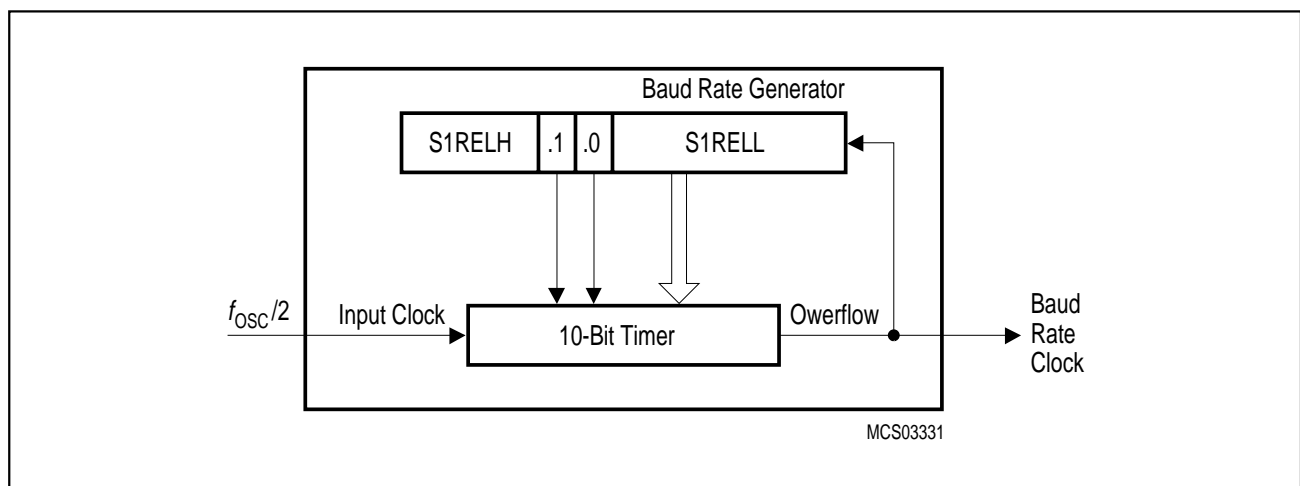 Baud Rate Generator
S1RELH .1 .0 S1RELL
fOSC/2 Input Clock 10-Bit Timer Owerflow
Baud
Rate
Clock
MCS03331